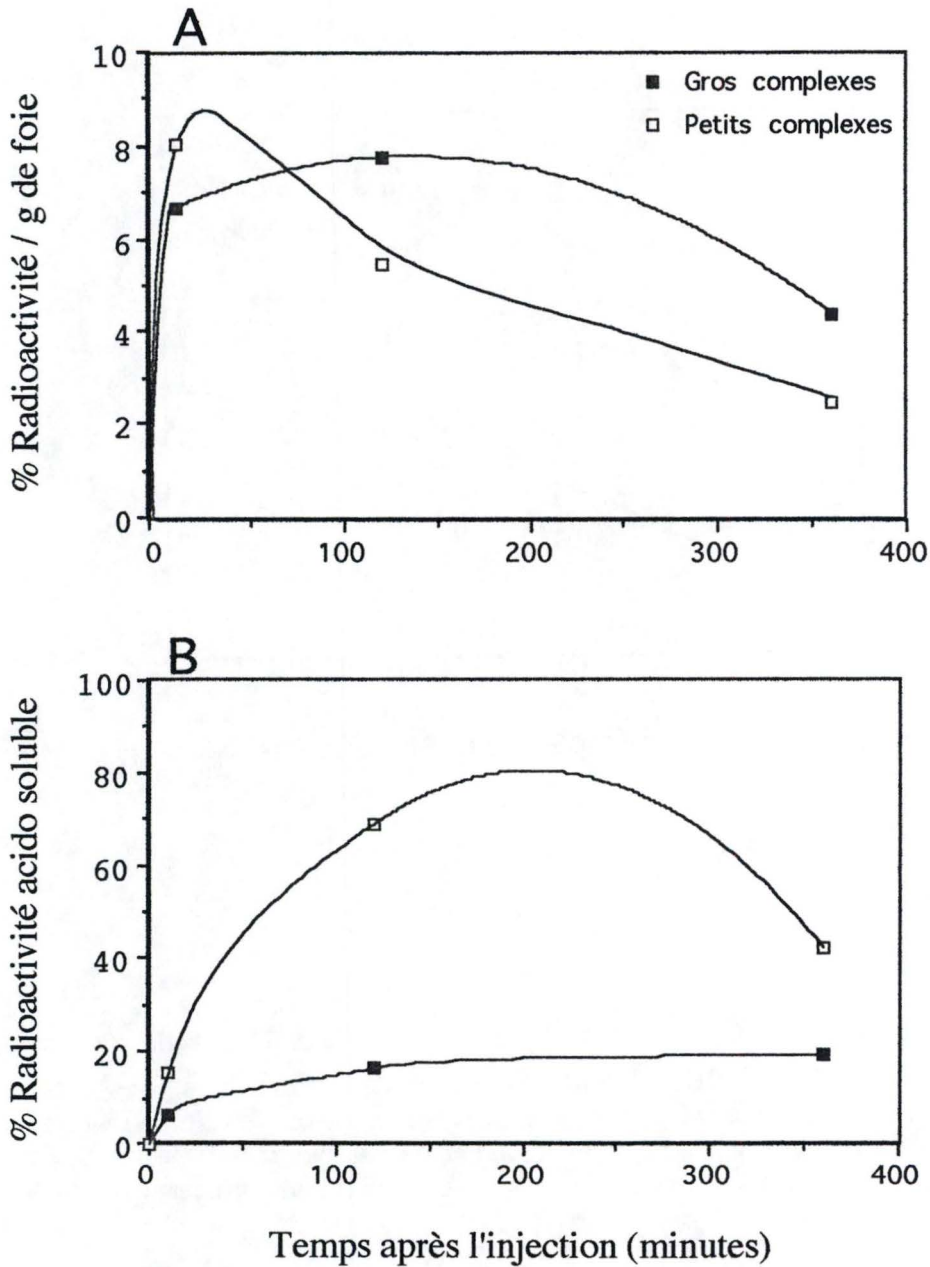 A
% Radioactivité / g de foie
10
8
6
4
2
0
Gros complexes
Petits complexes
0 100 200 300 400
B
% Radioactivité acido soluble
100
80
60
40
20
0
0 100 200 300 400
Temps après l'injection (minutes)